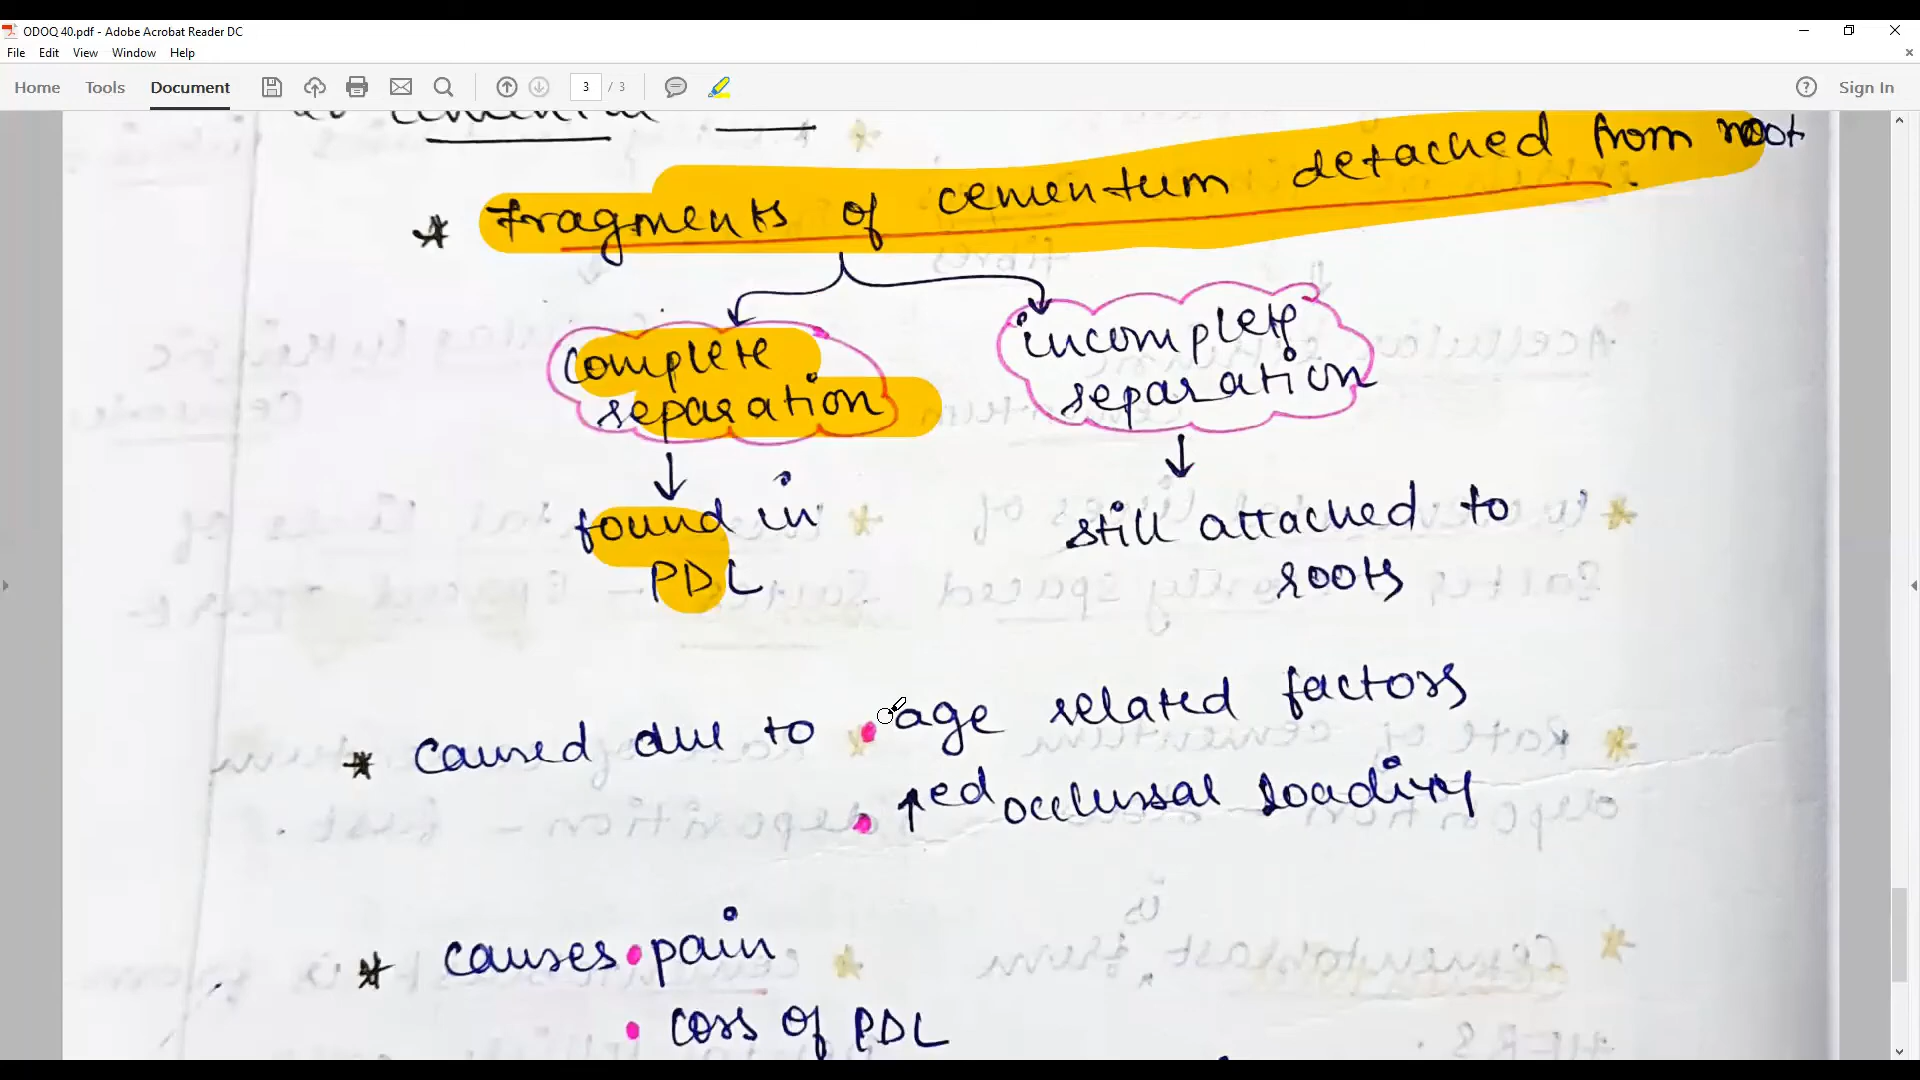 ODOQ 40.pdf - Adobe Acrobat Reader DC
File Edit View Window Help
Home Tools Document 3 / 3 Sign In
* fragments of cementum detached from root
complete separation
incomplete separation
found in PDL
still attached to roots
* caused due to • age related factors
• ↑ed occlussal loading
* causes • pain
• loss of PDL